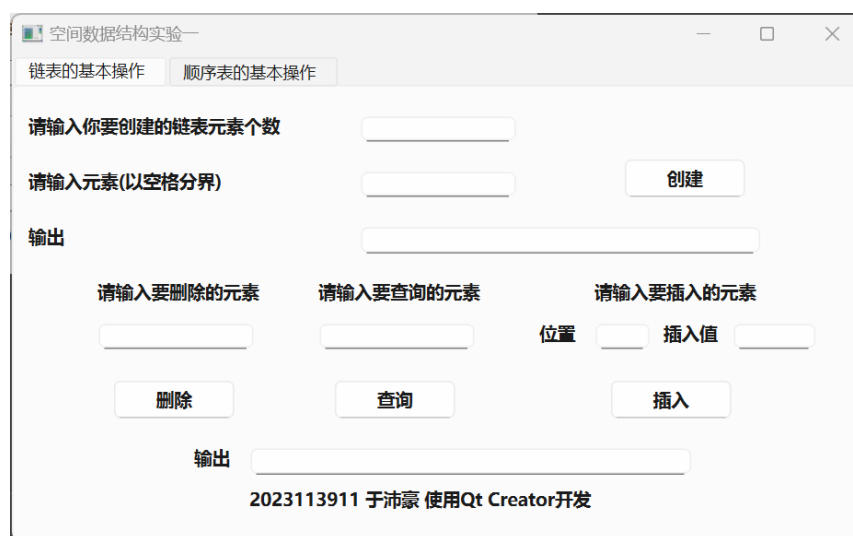 空间数据结构实验一
链表的基本操作 顺序表的基本操作
请输入你要创建的链表元素个数
请输入元素(以空格分界) 创建
输出
请输入要删除的元素 请输入要查询的元素 请输入要插入的元素
位置 插入值
删除 查询 插入
输出
2023113911 于沛豪 使用Qt Creator开发